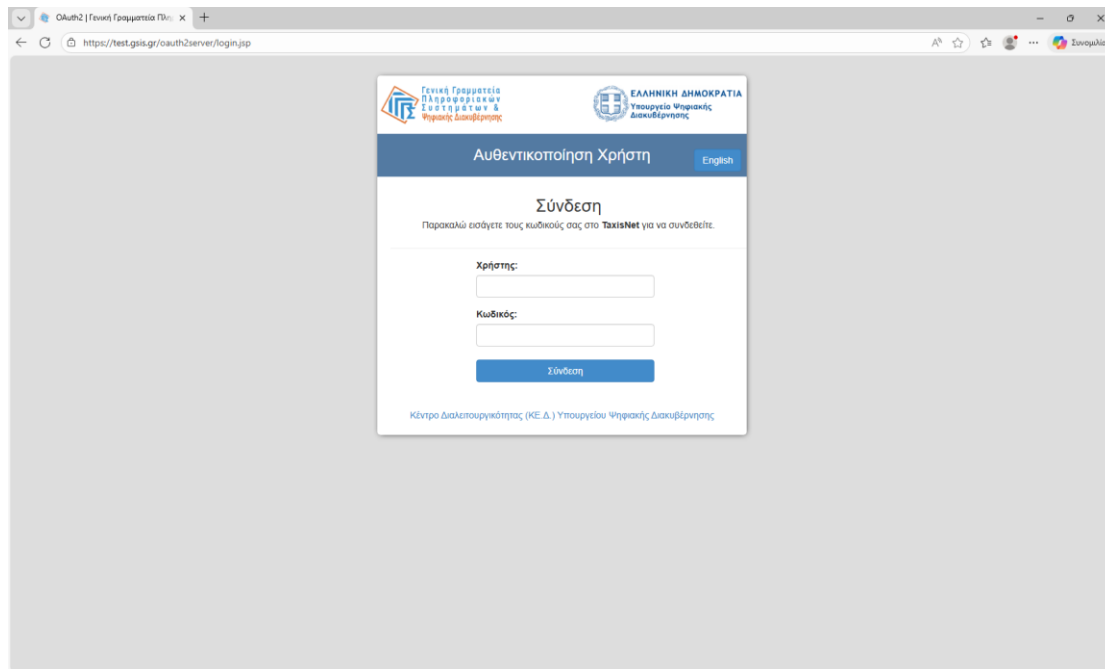 OAuth2 | Γενική Γραμματεία Πλη
https://test.gsis.gr/oauth2server/login.jsp
Συνομιλία
Γενική Γραμματεία
Πληροφοριακών
Συστημάτων &
Ψηφιακής Διακυβέρνησης
ΕΛΛΗΝΙΚΗ ΔΗΜΟΚΡΑΤΙΑ
Υπουργείο Ψηφιακής
Διακυβέρνησης
Αυθεντικοποίηση Χρήστη
English
Σύνδεση
Παρακαλώ εισάγετε τους κωδικούς σας στο TaxisNet για να συνδεθείτε.
Χρήστης:
Κωδικός:
Σύνδεση
Κέντρο Διαλειτουργικότητας (ΚΕ.Δ.) Υπουργείου Ψηφιακής Διακυβέρνησης